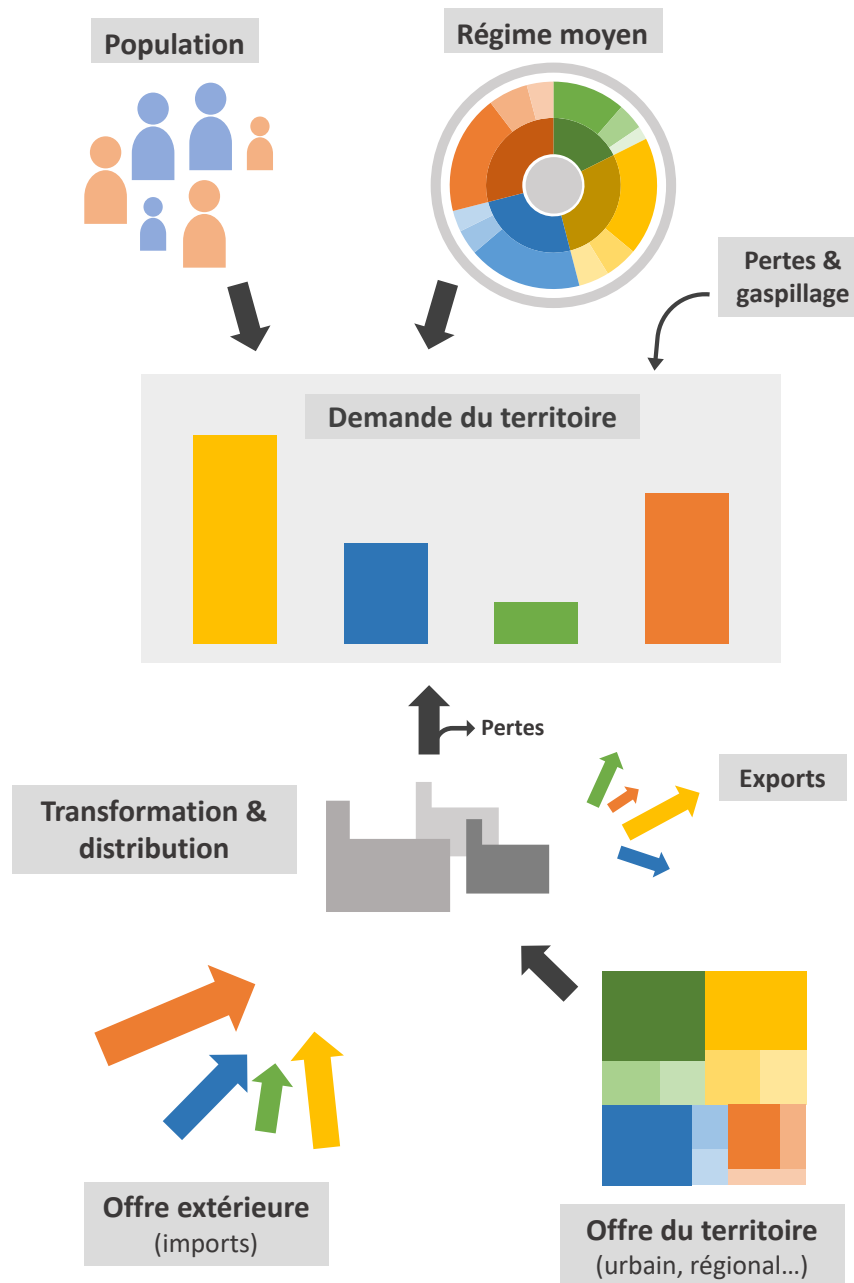 Population
Régime moyen
Pertes &
gaspillage
Demande du territoire
Pertes
Exports
Transformation &
distribution
Offre extérieure
(imports)
Offre du territoire
(urbain, régional…)